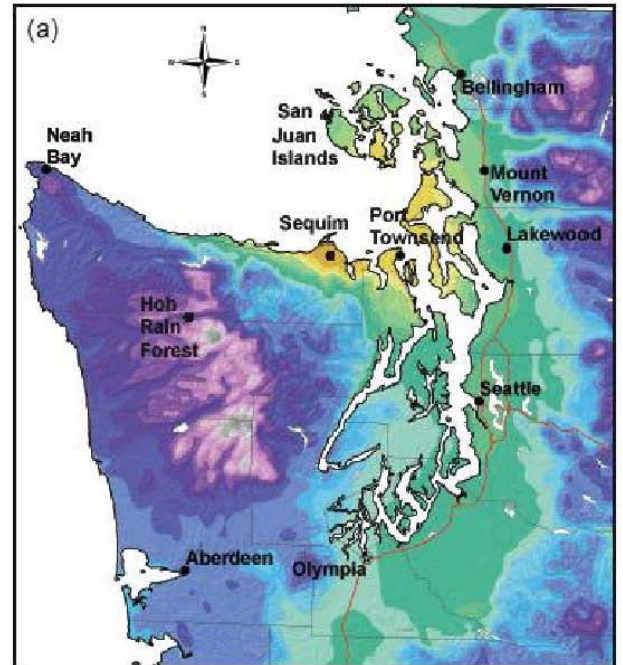 (a)
N
W E
S
Bellingham
San
Juan
Islands
Neah
Bay
Mount
Vernon
Sequim
Port
Townsend
Lakewood
Hoh
Rain
Forest
Seattle
Aberdeen
Olympia